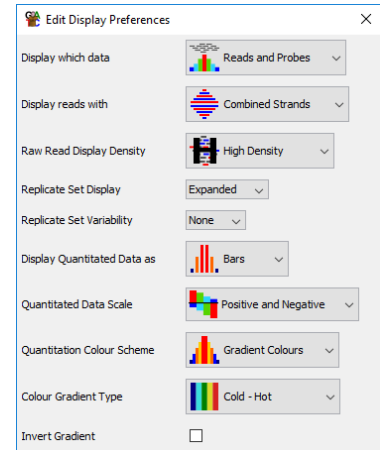 Edit Display Preferences
Display which data Reads and Probes
Display reads with Combined Strands
Raw Read Display Density H High Density
Replicate Set Display Expanded
Replicate Set Variability None
Display Quantitated Data as Bars
Quantitated Data Scale Positive and Negative
Quantitation Colour Scheme Gradient Colours
Colour Gradient Type Cold - Hot
Invert Gradient